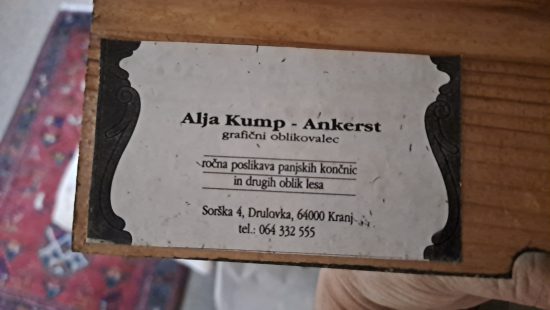 Alja Kump - Ankerst
grafični oblikovalec
ročna poslikava panjskih končnic
in drugih oblik lesa
Sorška 4, Drulovka, 64000 Kranj
tel.: 064 332 555